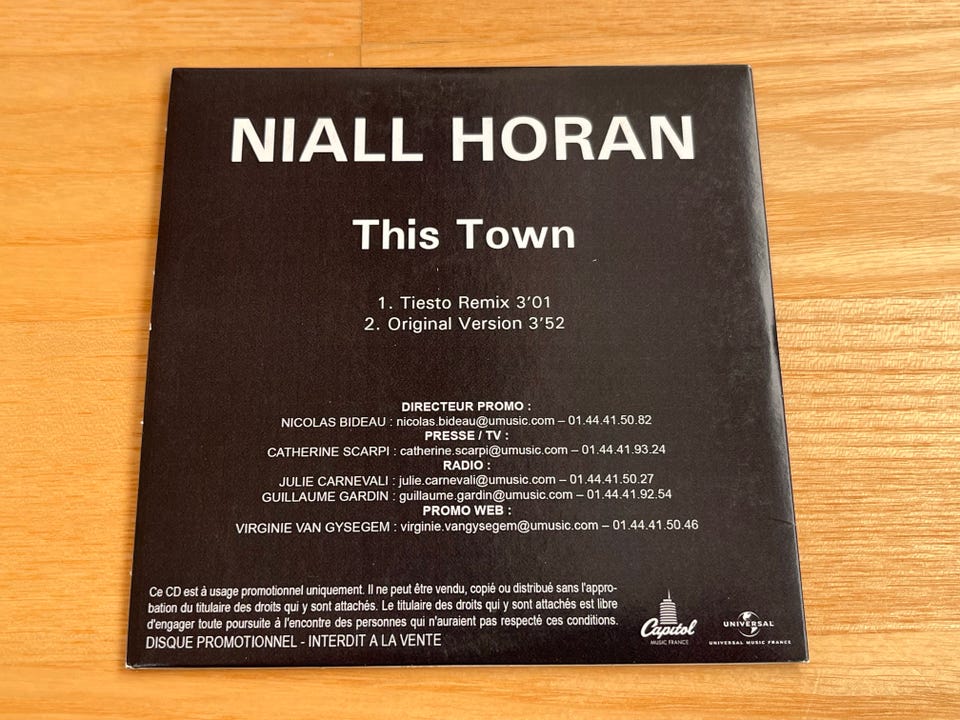 NIALL HORAN
This Town
1. Tiesto Remix 3'01
2. Original Version 3'52
DIRECTEUR PROMO :
NICOLAS BIDEAU : nicolas.bideau@umusic.com – 01.44.41.50.82
PRESSE / TV :
CATHERINE SCARPI : catherine.scarpi@umusic.com – 01.44.41.93.24
RADIO :
JULIE CARNEVALI : julie.carnevali@umusic.com – 01.44.41.50.27
GUILLAUME GARDIN : guillaume.gardin@umusic.com – 01.44.41.92.54
PROMO WEB :
VIRGINIE VAN GYSEGEM : virginie.vangysegem@umusic.com – 01.44.41.50.46
Ce CD est à usage promotionnel uniquement. Il ne peut être vendu, copié ou distribué sans l'appro-
bation du titulaire des droits qui y sont attachés. Le titulaire des droits qui y sont attachés est libre
d'engager toute poursuite à l'encontre des personnes qui n'auraient pas respecté ces conditions.
DISQUE PROMOTIONNEL - INTERDIT A LA VENTE
Capitol
MUSIC FRANCE
UNIVERSAL
UNIVERSAL MUSIC FRANCE